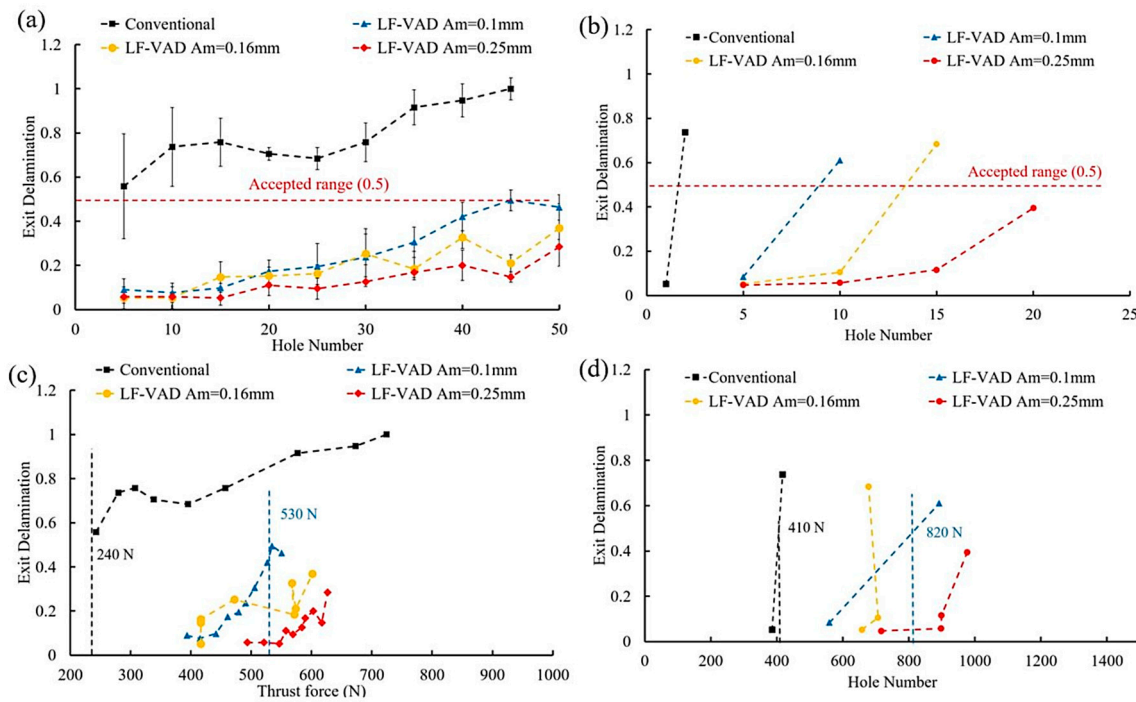 (a)
Conventional
LF-VAD Am=0.1mm
LF-VAD Am=0.16mm
LF-VAD Am=0.25mm
1.2
1
0.8
0.6
0.4
0.2
0
Exit Delamination
Accepted range (0.5)
0 10 20 30 40 50
Hole Number
(b)
Conventional
LF-VAD Am=0.1mm
LF-VAD Am=0.16mm
LF-VAD Am=0.25mm
1.2
1
0.8
0.6
0.4
0.2
0
Exit Delamination
Accepted range (0.5)
0 5 10 15 20 25
Hole Number
(c)
Conventional
LF-VAD Am=0.1mm
LF-VAD Am=0.16mm
LF-VAD Am=0.25mm
1.2
1
0.8
0.6
0.4
0.2
0
Exit Delamination
240 N
530 N
200 300 400 500 600 700 800 900 1000
Thrust force (N)
(d)
Conventional
LF-VAD Am=0.1mm
LF-VAD Am=0.16mm
LF-VAD Am=0.25mm
1.2
1
0.8
0.6
0.4
0.2
0
Exit Delamination
410 N
820 N
0 200 400 600 800 1000 1200 1400
Hole Number